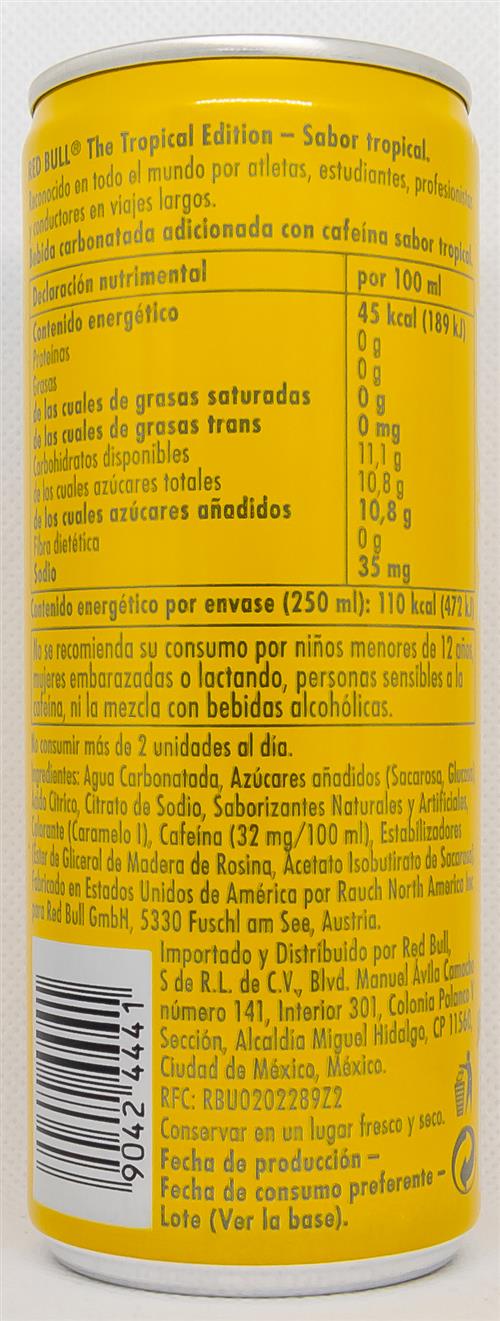 RED BULL® The Tropical Edition – Sabor tropical.
Reconocido en todo el mundo por atletas, estudiantes, profesionistas
y conductores en viajes largos.
Bebida carbonatada adicionada con cafeína sabor tropical.
Declaración nutrimental por 100 ml
Contenido energético 45 kcal (189 kJ)
Proteínas 0 g
Grasas 0 g
de las cuales de grasas saturadas 0 g
de las cuales de grasas trans 0 mg
Carbohidratos disponibles 11,1 g
de los cuales azúcares totales 10,8 g
de los cuales azúcares añadidos 10,8 g
Fibra dietética 0 g
Sodio 35 mg
Contenido energético por envase (250 ml): 110 kcal (472 kJ)
No se recomienda su consumo por niños menores de 12 años,
mujeres embarazadas o lactando, personas sensibles a la
cafeína, ni la mezcla con bebidas alcohólicas.
No consumir más de 2 unidades al día.
Ingredientes: Agua Carbonatada, Azúcares añadidos (Sacarosa, Glucosa),
Ácido Cítrico, Citrato de Sodio, Saborizantes Naturales y Artificiales,
Colorante (Caramelo I), Cafeína (32 mg/100 ml), Estabilizadores
Éster de Glicerol de Madera de Rosina, Acetato Isobutirato de Sacarosa
Fabricado en Estados Unidos de América por Rauch North America Inc
para Red Bull GmbH, 5330 Fuschl am See, Austria.
Importado y Distribuido por Red Bull,
S de R.L. de C.V., Blvd. Manuel Ávila Camacho
número 141, Interior 301, Colonia Polanco I
Sección, Alcaldía Miguel Hidalgo, CP 11560,
Ciudad de México, México.
RFC: RBU0202289Z2
Conservar en un lugar fresco y seco.
Fecha de producción –
Fecha de consumo preferente –
Lote (Ver la base).
9042 4441